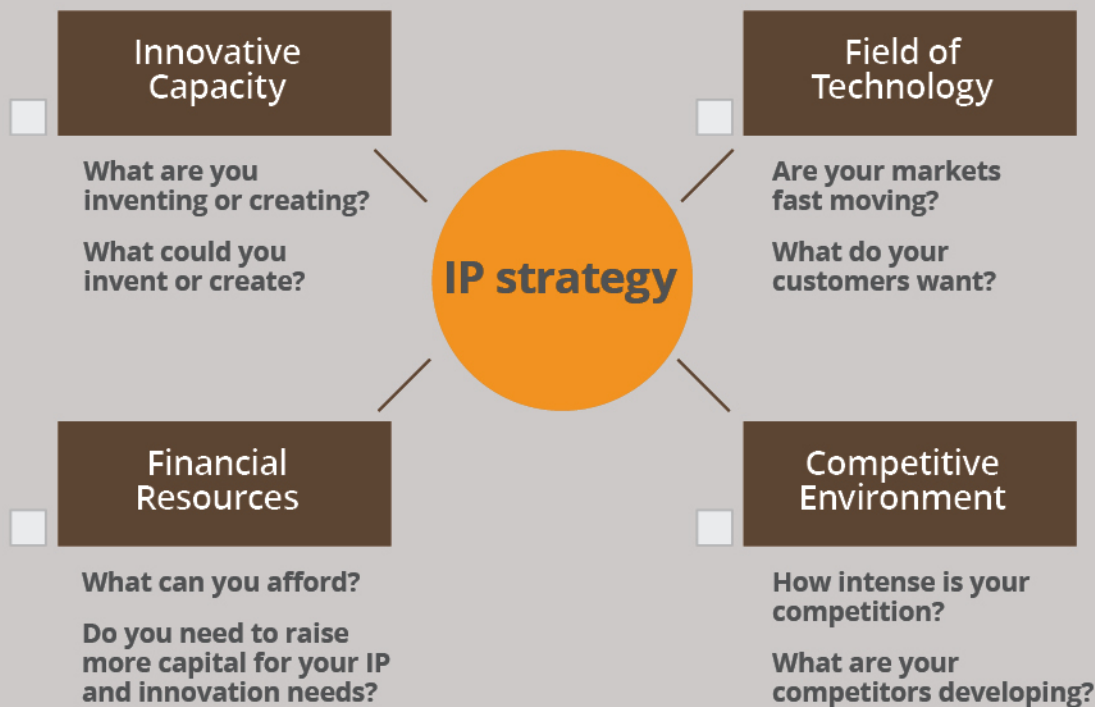 Innovative
Capacity
What are you
inventing or creating?
What could you
invent or create?
Field of
Technology
Are your markets
fast moving?
What do your
customers want?
IP strategy
Financial
Resources
What can you afford?
Do you need to raise
more capital for your IP
and innovation needs?
Competitive
Environment
How intense is your
competition?
What are your
competitors developing?